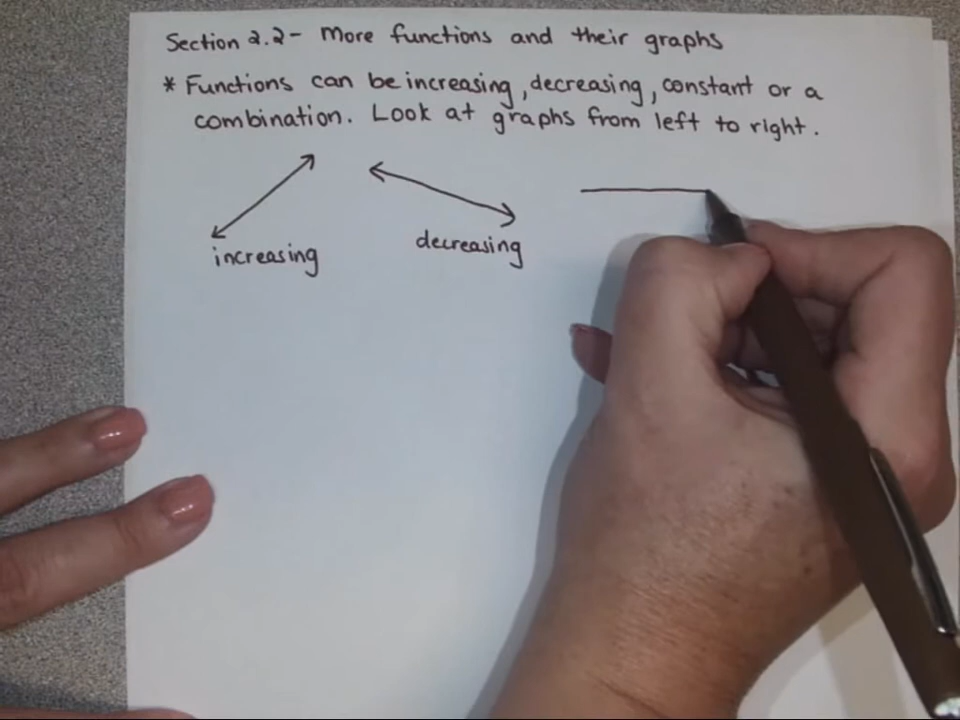 Section 2.2 - More functions and their graphs
* Functions can be increasing, decreasing, constant or a
combination. Look at graphs from left to right.
increasing
decreasing